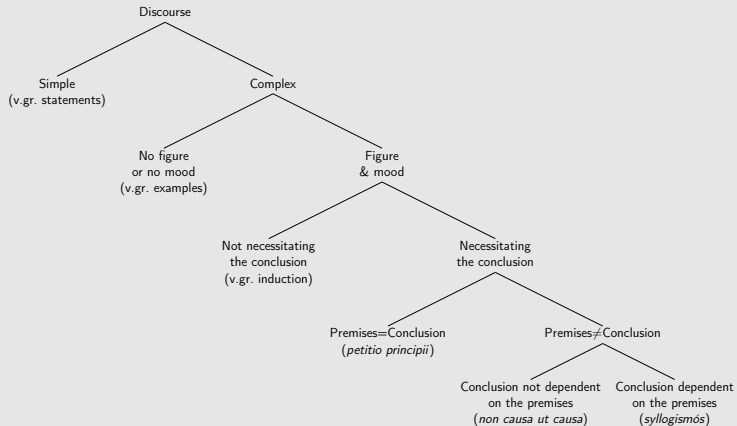 Discourse
Simple
(v.gr. statements)
Complex
No figure
or no mood
(v.gr. examples)
Figure
& mood
Not necessitating
the conclusion
(v.gr. induction)
Necessitating
the conclusion
Premises=Conclusion
(petitio principii)
Premises≠Conclusion
Conclusion not dependent
on the premises
(non causa ut causa)
Conclusion dependent
on the premises
(syllogismós)